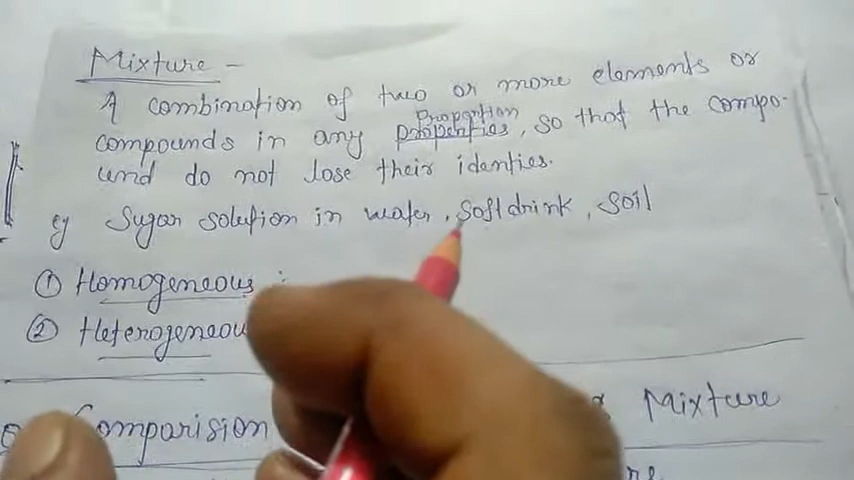 Mixture -
A combination of two or more elements or
Proportion
compounds in any properties, so that the compo-
und do not lose their identies.
eg Sugar solution in water, Soft drink, Soil
① Homogeneous :
② Heterogeneou
Comparision Mixture